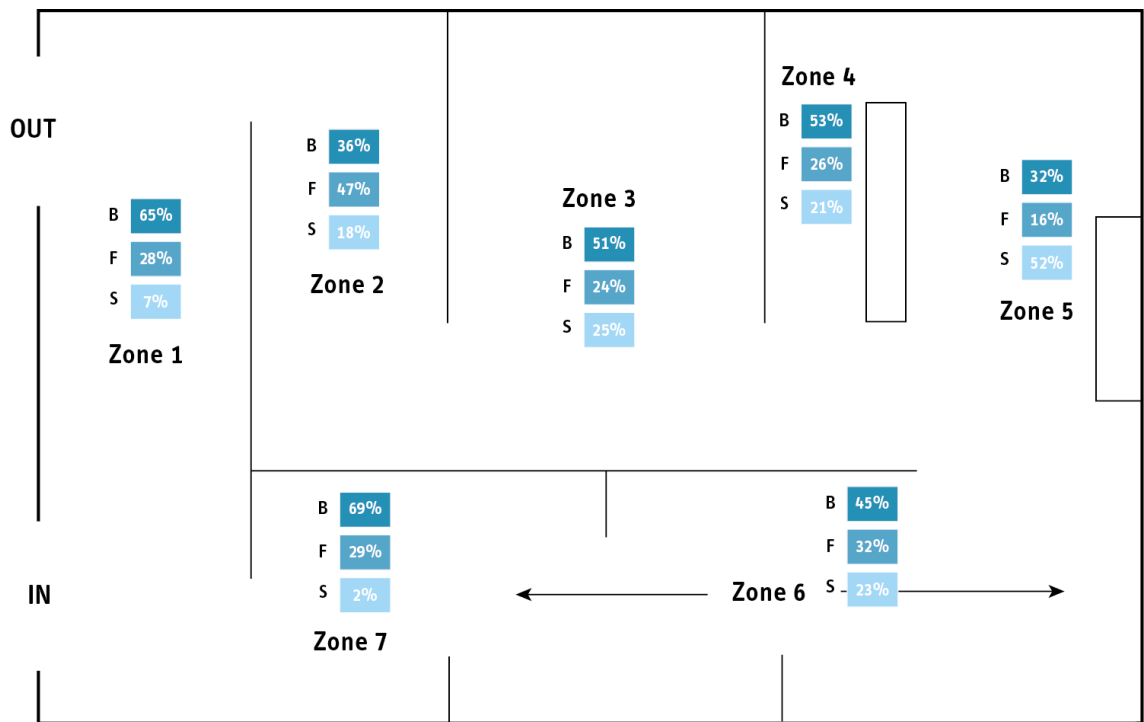 OUT
B 65%
F 28%
S 7%
Zone 1
B 36%
F 47%
S 18%
Zone 2
Zone 3
B 51%
F 24%
S 25%
Zone 4
B 53%
F 26%
S 21%
B 32%
F 16%
S 52%
Zone 5
IN
B 69%
F 29%
S 2%
Zone 7
B 45%
F 32%
Zone 6 S 23%